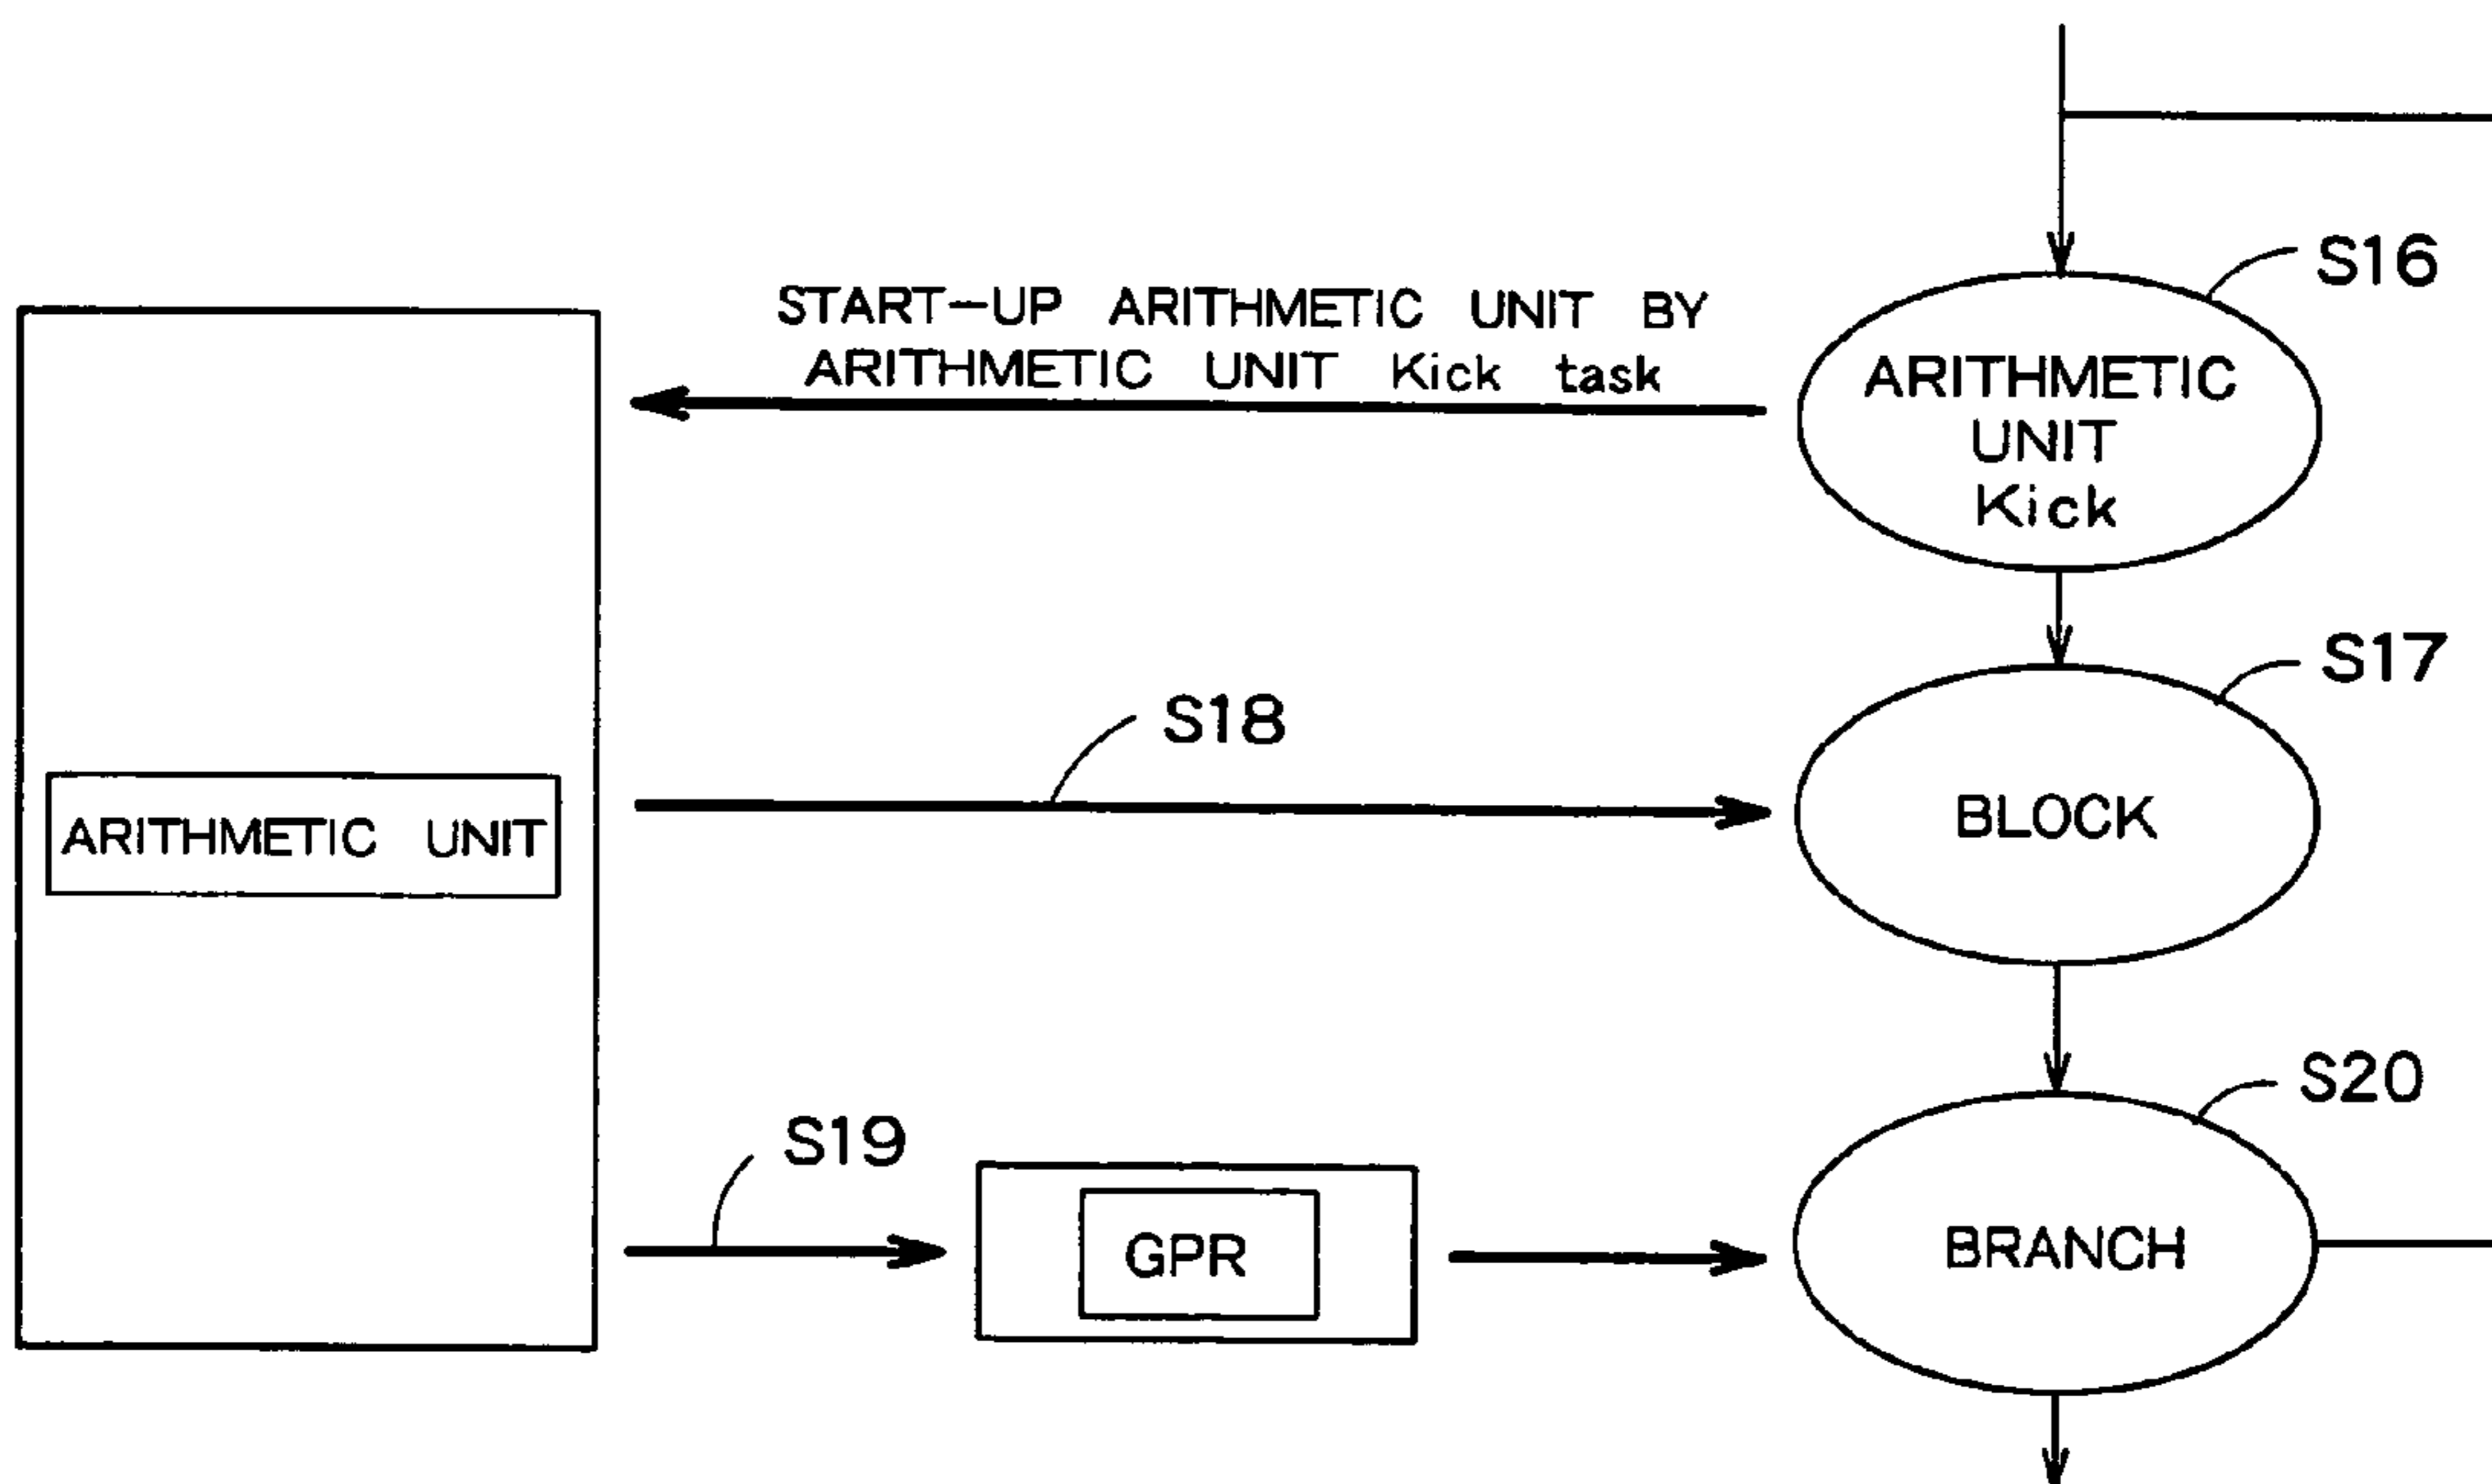 S16
START-UP ARITHMETIC UNIT BY
ARITHMETIC UNIT Kick task
ARITHMETIC
UNIT
Kick
S17
S18
BLOCK
ARITHMETIC UNIT
S20
S19
GPR
BRANCH